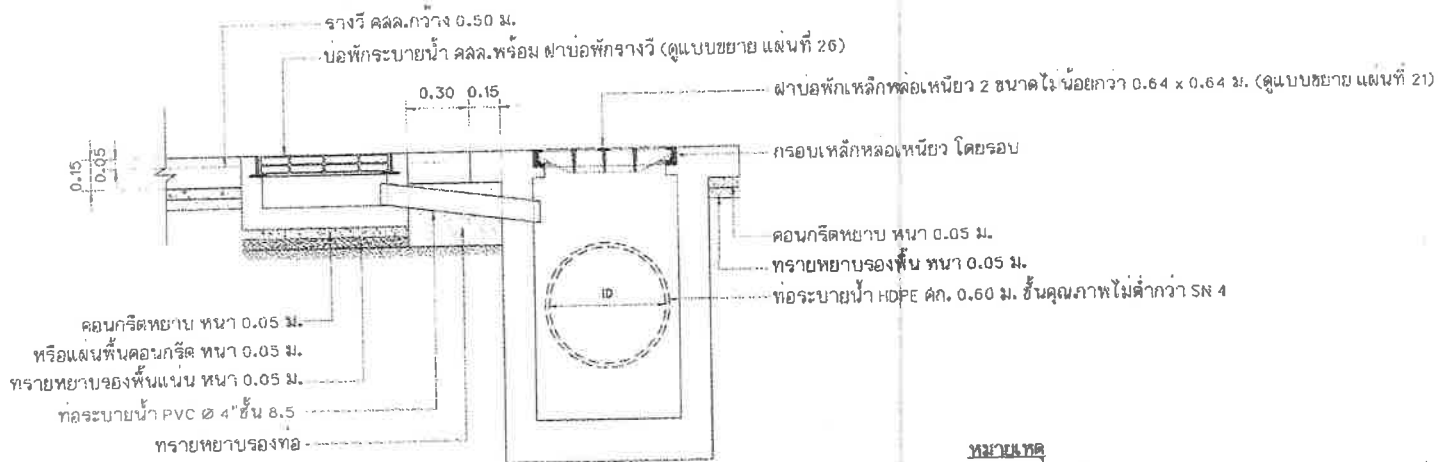 รางวี คสล.กว้าง 0.50 ม.
บ่อพักระบายน้ำ คสล.พร้อม ฝาบ่อพักรางวี (ดูแบบขยาย แผ่นที่ 26)
ฝาบ่อพักเหล็กหล่อเหนียว 2 ขนาดไม่น้อยกว่า 0.64 x 0.64 ม. (ดูแบบขยาย แผ่นที่ 21)
0.30 0.15
กรอบเหล็กหล่อเหนียว โดยรอบ
0.15
0.05
คอนกรีตหยาบ หนา 0.05 ม.
ทรายหยาบรองพื้น หนา 0.05 ม.
ท่อระบายน้ำ HDPE ศก. 0.60 ม. ชั้นคุณภาพไม่ต่ำกว่า SN 4
ID
คอนกรีตหยาบ หนา 0.05 ม.
หรือแผ่นพื้นคอนกรีต หนา 0.05 ม.
ทรายหยาบรองพื้นแน่น หนา 0.05 ม.
ท่อระบายน้ำ PVC Ø 4" ชั้น 8.5
ทรายหยาบรองท่อ
หมายเหตุ